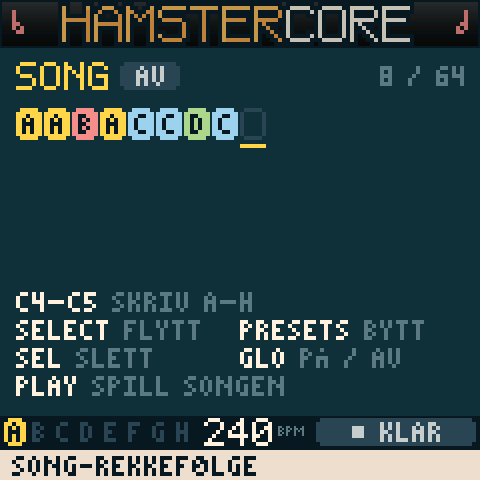 HAMSTERCORE
SONG AV 8 / 64
AABACCDC
C4-C5 SKRIV A-H
SELECT FLYTT PRESETS BYTT
SEL SLETT GLO PÅ / AV
PLAY SPILL SONGEN
A B C D E F G H 240 BPM ■ KLAR
SONG-REKKEFØLGE